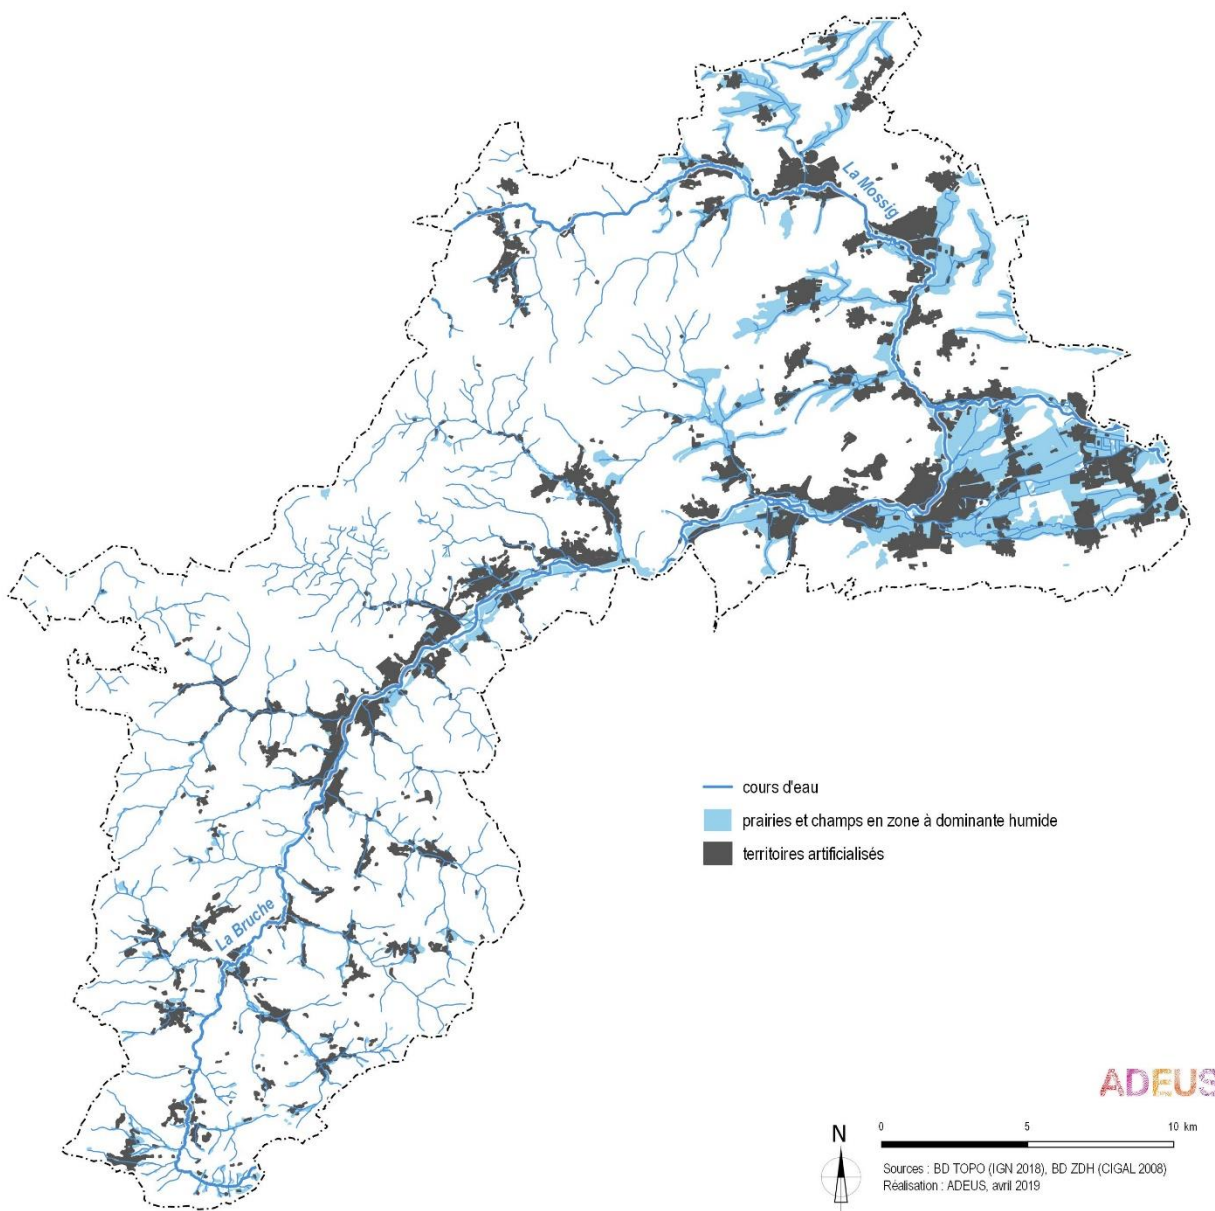 La Mossig
cours d'eau
prairies et champs en zone à dominante humide
territoires artificialisés
La Bruche
ADEUS
N
0 5 10 km
Sources : BD TOPO (IGN 2018), BD ZDH (CIGAL 2008)
Réalisation : ADEUS, avril 2019